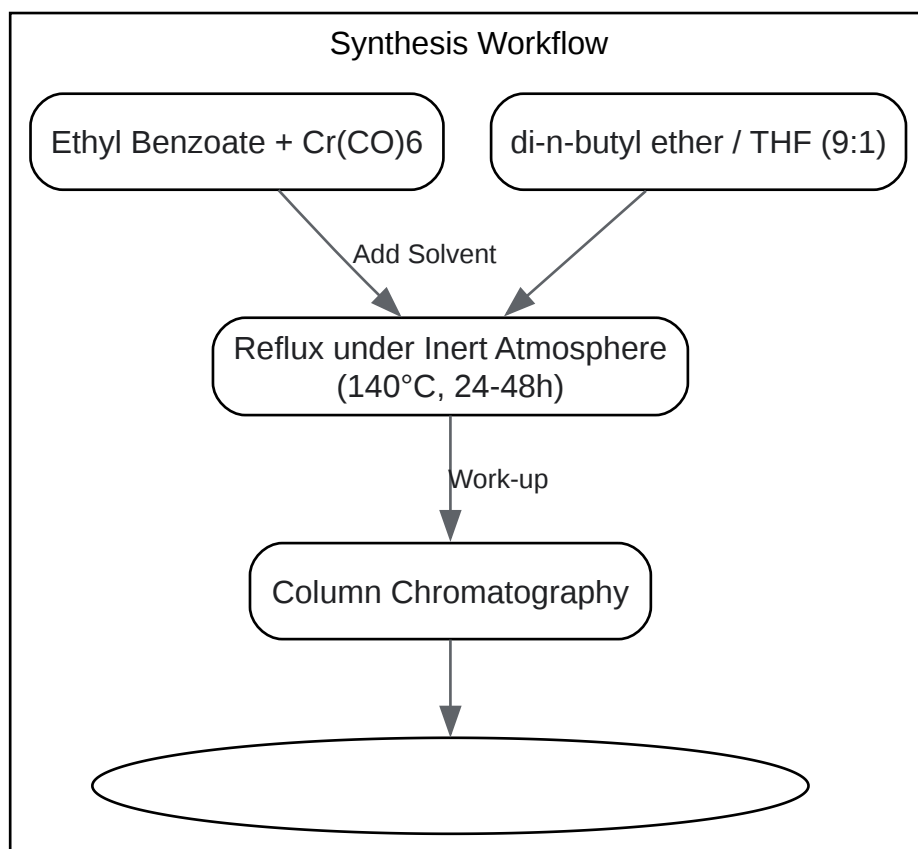 Synthesis Workflow
Ethyl Benzoate + Cr(CO)6
di-n-butyl ether / THF (9:1)
Add Solvent
Reflux under Inert Atmosphere
(140°C, 24-48h)
Work-up
Column Chromatography